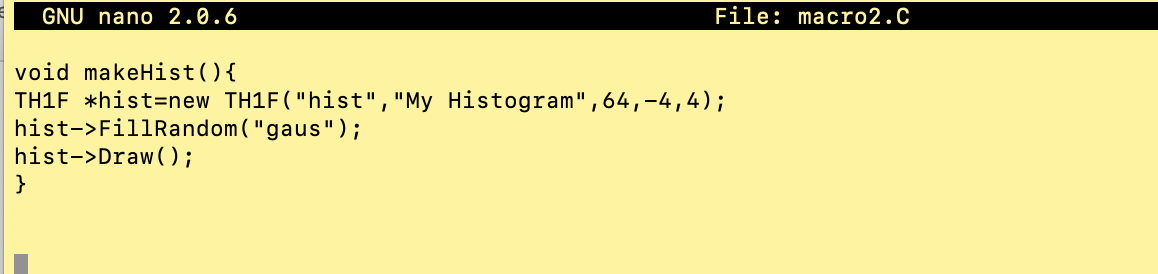 GNU nano 2.0.6 File: macro2.C
void makeHist(){
TH1F *hist=new TH1F("hist","My Histogram",64,-4,4);
hist->FillRandom("gaus");
hist->Draw();
}